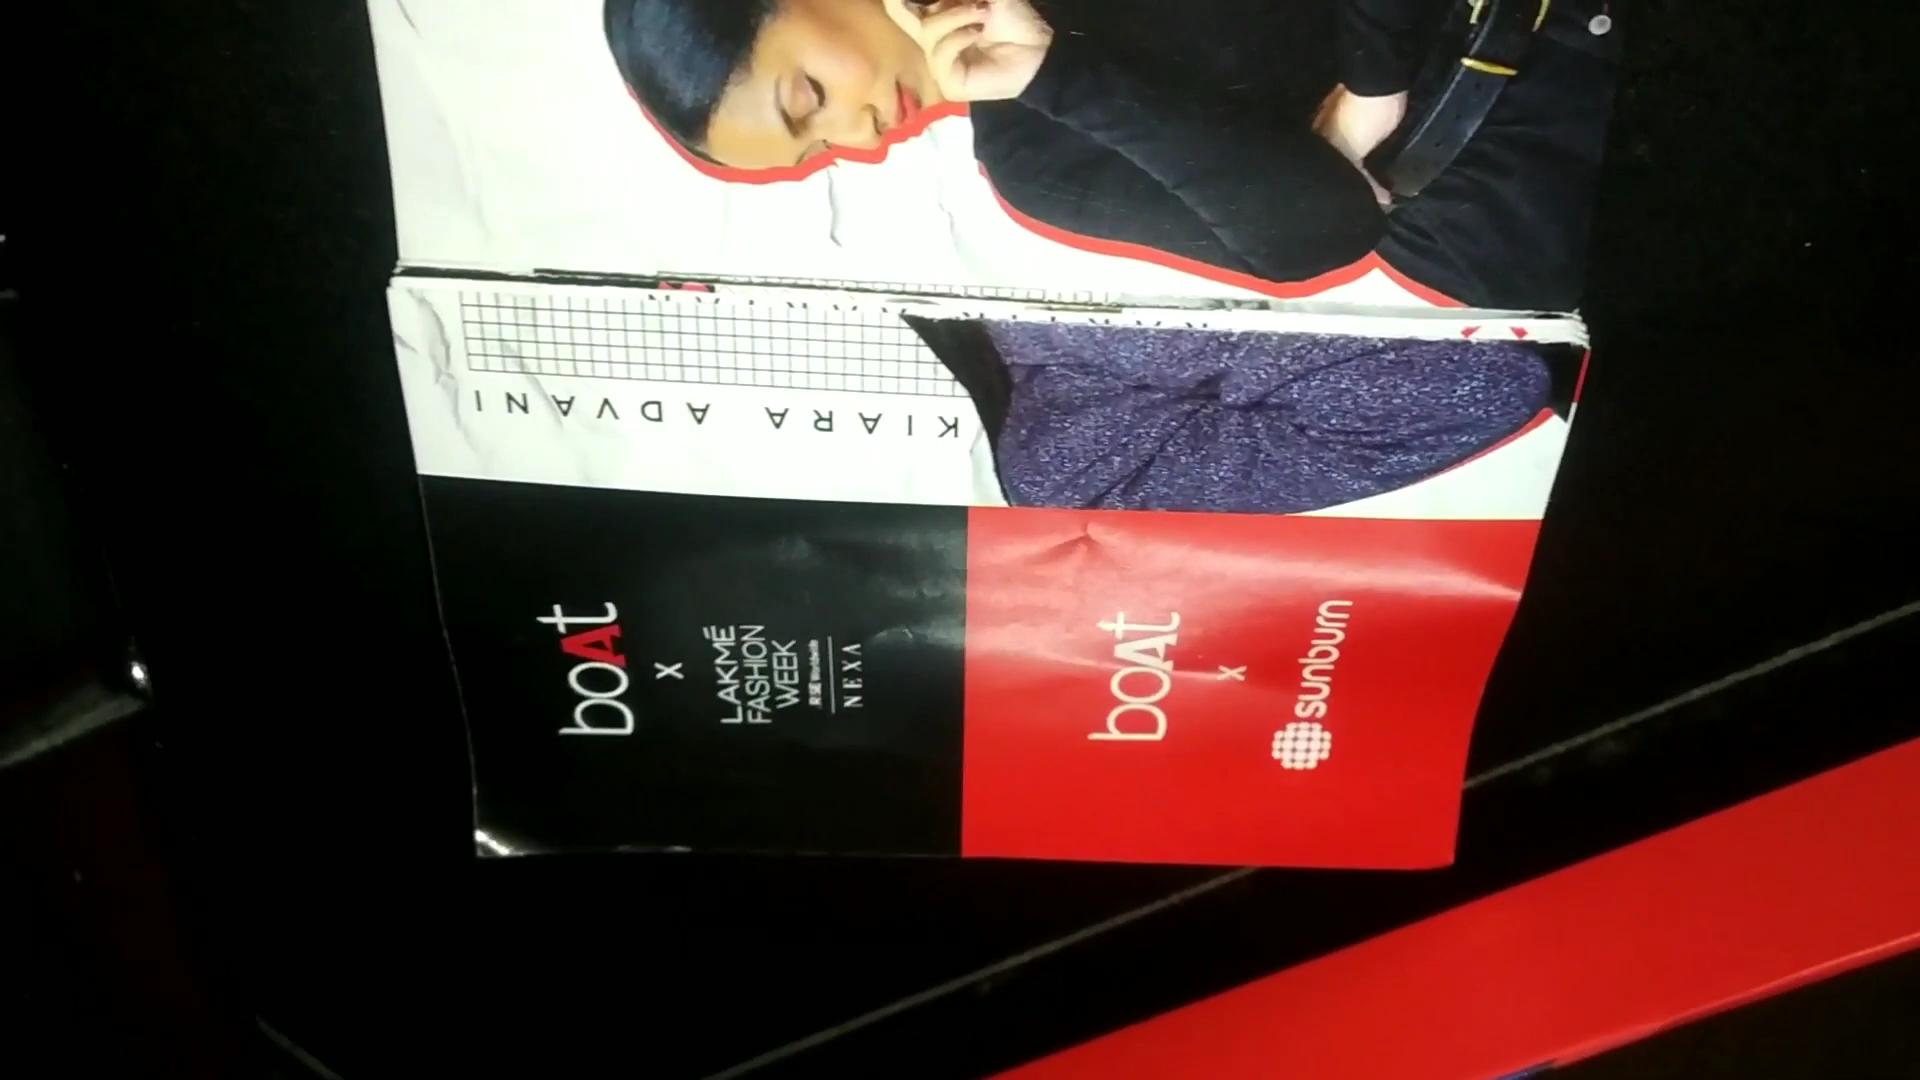 KIARA ADVANI
boAt
X
LAKMĒ
FASHION
WEEK
NEXA
boAt
X
sunburn